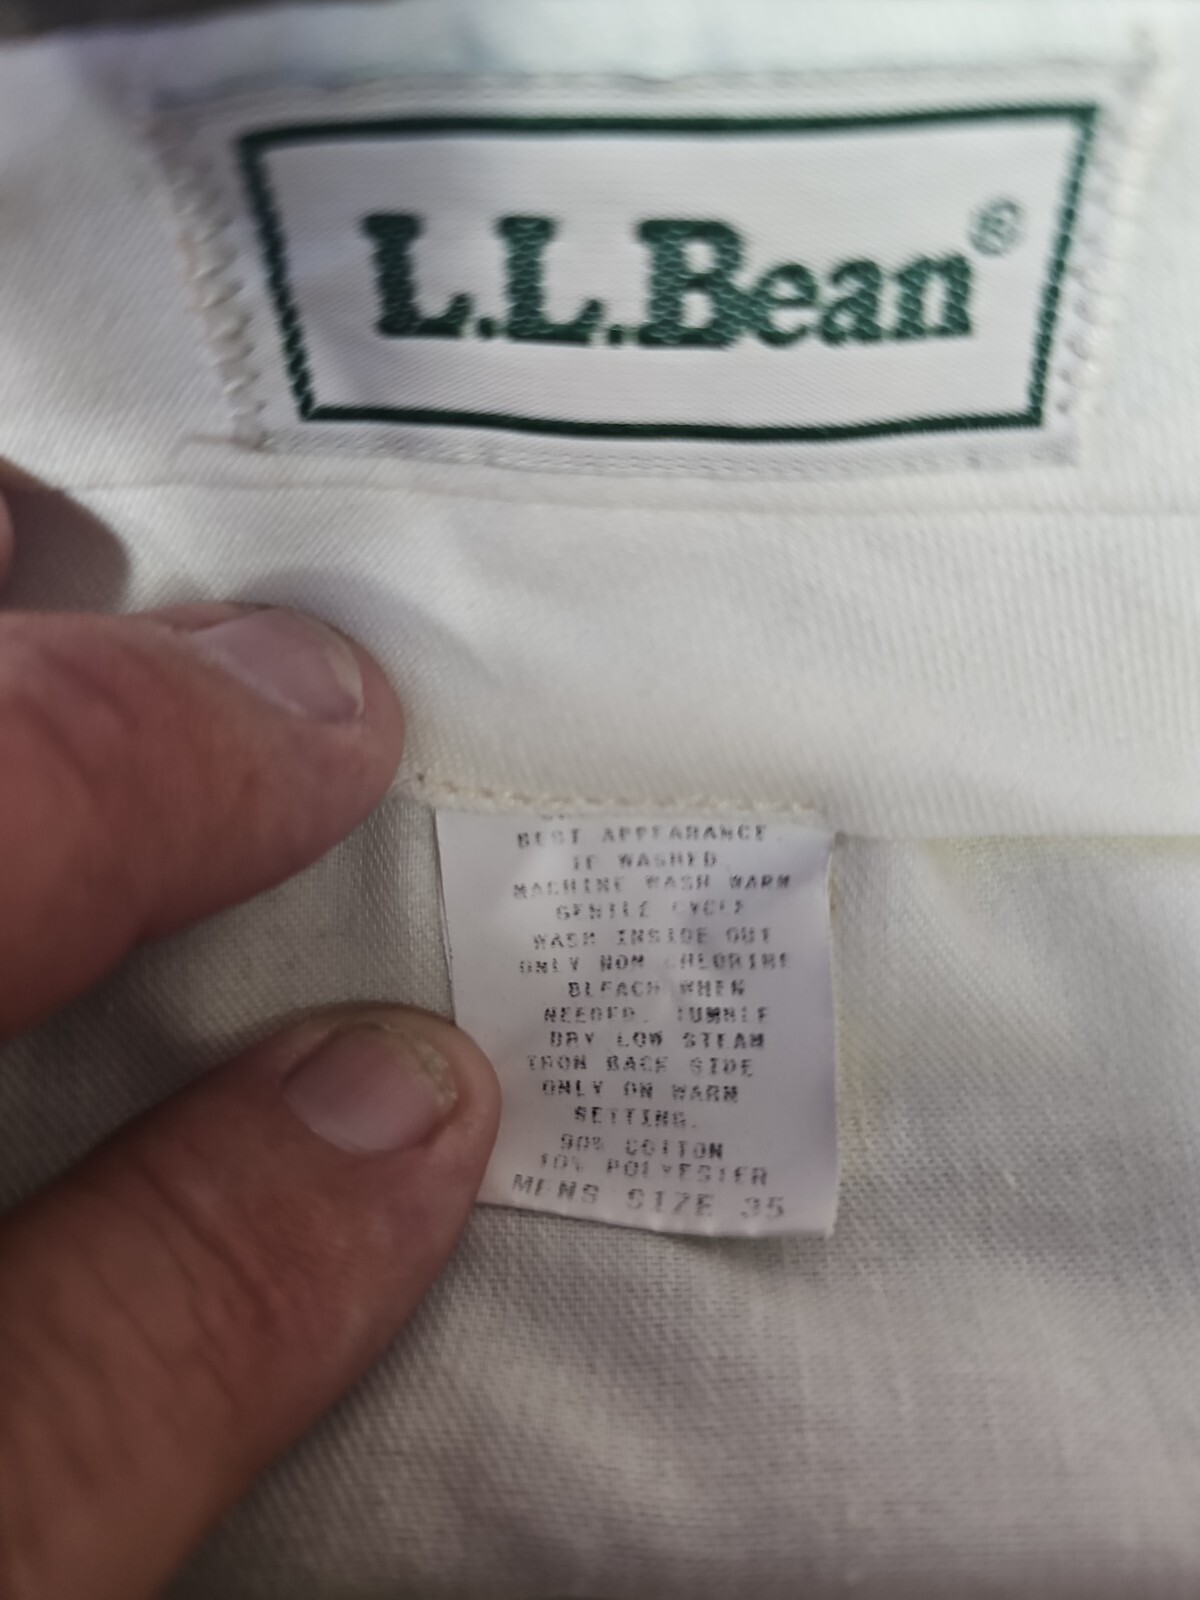 L.L.Bean®
BEST APPEARANCE.
IF WASHED,
MACHINE WASH WARM
GENTLE CYCLE
WASH INSIDE OUT
ONLY NON CHLORINE
BLEACH WHEN
NEEDED. TUMBLE
DRY LOW STEAM
IRON BACK SIDE
ONLY ON WARM
SETTING.
90% COTTON
10% POLYESTER
MENS SIZE 35